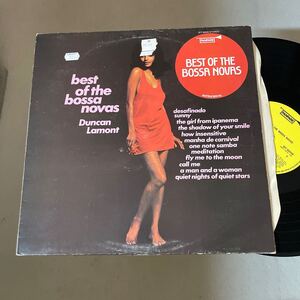 best
of the
bossa
novas
Duncan
Lamont
BEST OF THE
BOSSA NOVAS
desafinado
sunny
the girl from ipanema
the shadow of your smile
how insensitive
manha de carnival
one note samba
meditation
fly me to the moon
call me
a man and a woman
quiet nights of quiet stars